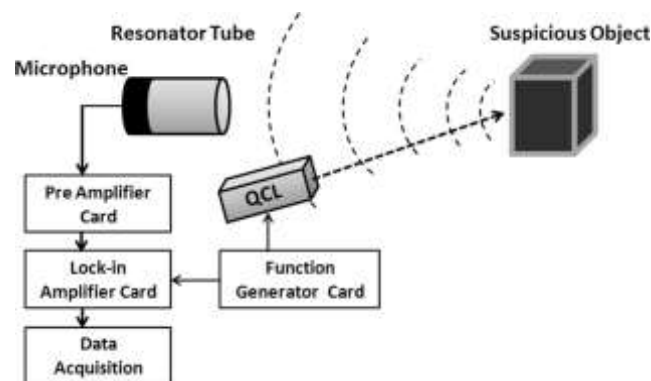 Resonator Tube
Suspicious Object
Microphone
QCL
Pre Amplifier
Card
Lock-in
Amplifier Card
Function
Generator Card
Data
Acquisition